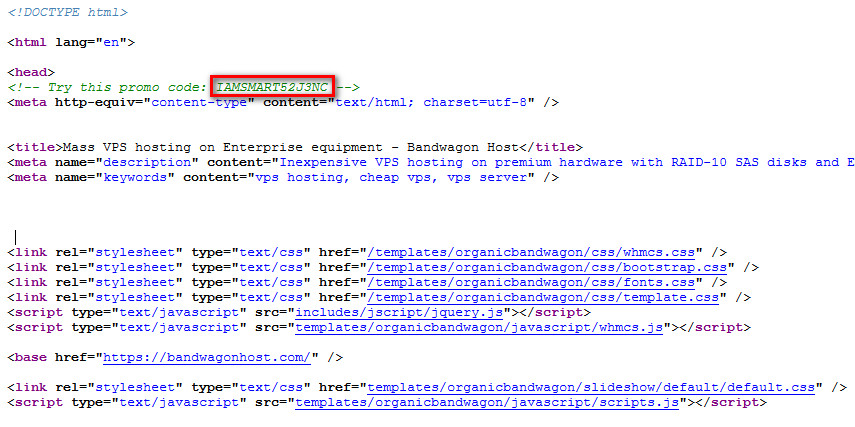 <!DOCTYPE html>
<html lang="en">
<head>
<!-- Try this promo code: IAMSMART52J3NC -->
<meta http-equiv="content-type" content="text/html; charset=utf-8" />
<title>Mass VPS hosting on Enterprise equipment - Bandwagon Host</title>
<meta name="description" content="Inexpensive VPS hosting on premium hardware with RAID-10 SAS disks and E
<meta name="keywords" content="vps hosting, cheap vps, vps server" />
<link rel="stylesheet" type="text/css" href="/templates/organicbandwagon/css/whmcs.css" />
<link rel="stylesheet" type="text/css" href="/templates/organicbandwagon/css/bootstrap.css" />
<link rel="stylesheet" type="text/css" href="/templates/organicbandwagon/css/fonts.css" />
<link rel="stylesheet" type="text/css" href="/templates/organicbandwagon/css/template.css" />
<script type="text/javascript" src="includes/jscript/jquery.js"></script>
<script type="text/javascript" src="templates/organicbandwagon/javascript/whmcs.js"></script>
<base href="https://bandwagonhost.com/" />
<link rel="stylesheet" type="text/css" href="templates/organicbandwagon/slideshow/default/default.css" />
<script type="text/javascript" src="templates/organicbandwagon/javascript/scripts.js"></script>